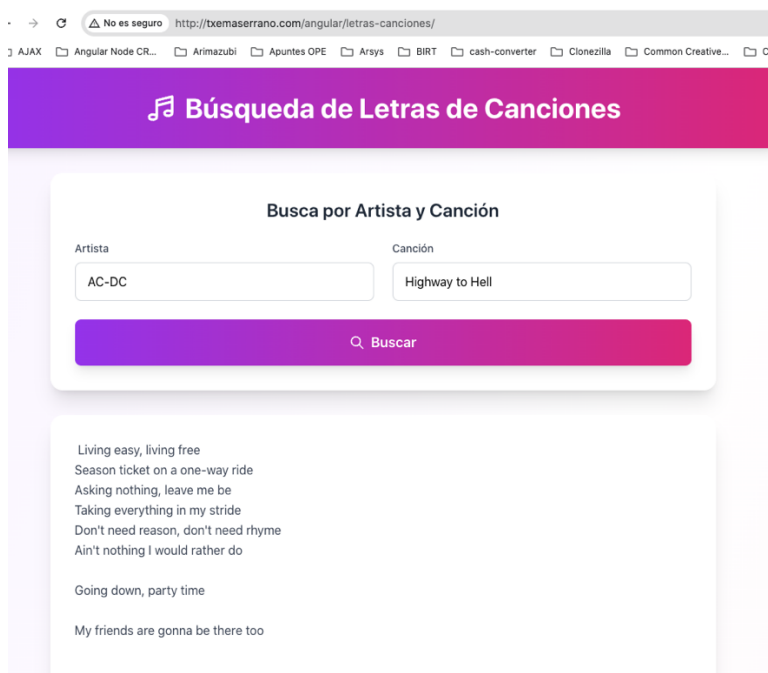 No es seguro http://txemaserrano.com/angular/letras-canciones/
AJAX Angular Node CR... Arimazubi Apuntes OPE Arsys BIRT cash-converter Clonezilla Common Creative...
Búsqueda de Letras de Canciones
Busca por Artista y Canción
Artista Canción
AC-DC Highway to Hell
Buscar
Living easy, living free
Season ticket on a one-way ride
Asking nothing, leave me be
Taking everything in my stride
Don't need reason, don't need rhyme
Ain't nothing I would rather do
Going down, party time
My friends are gonna be there too